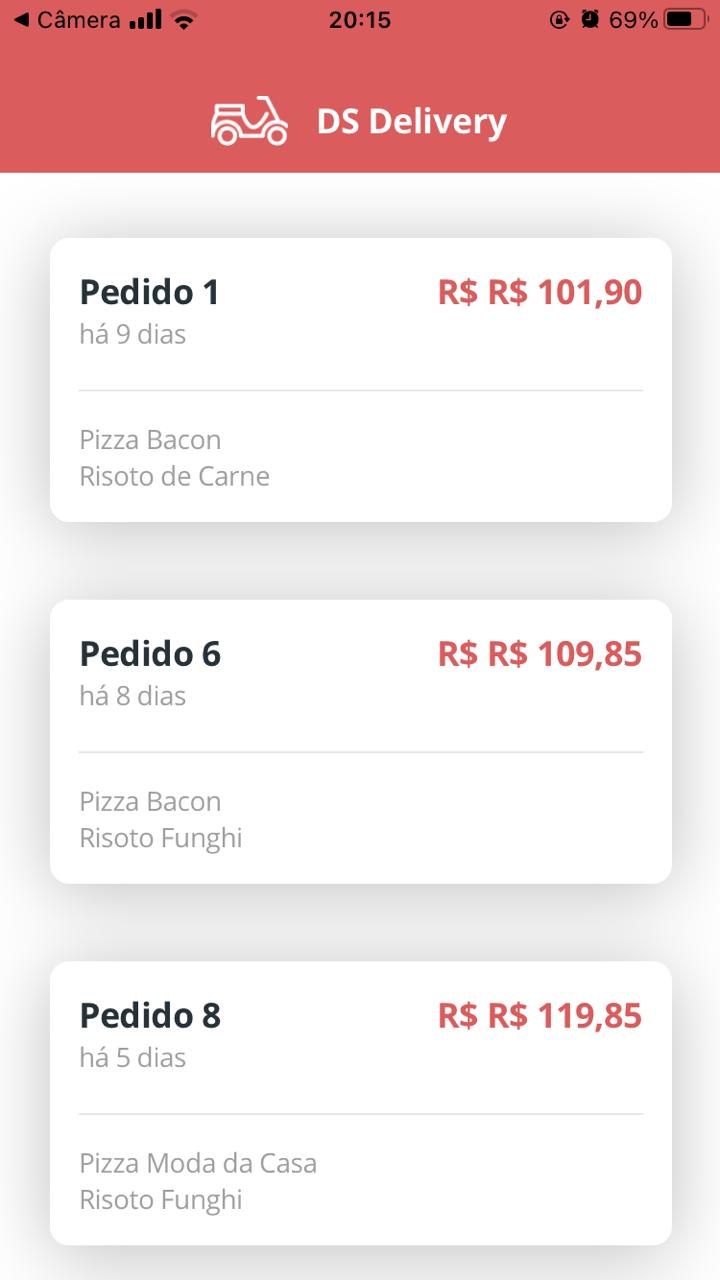 Câmera 20:15 69%
DS Delivery
Pedido 1 R$ R$ 101,90
há 9 dias
Pizza Bacon
Risoto de Carne
Pedido 6 R$ R$ 109,85
há 8 dias
Pizza Bacon
Risoto Funghi
Pedido 8 R$ R$ 119,85
há 5 dias
Pizza Moda da Casa
Risoto Funghi